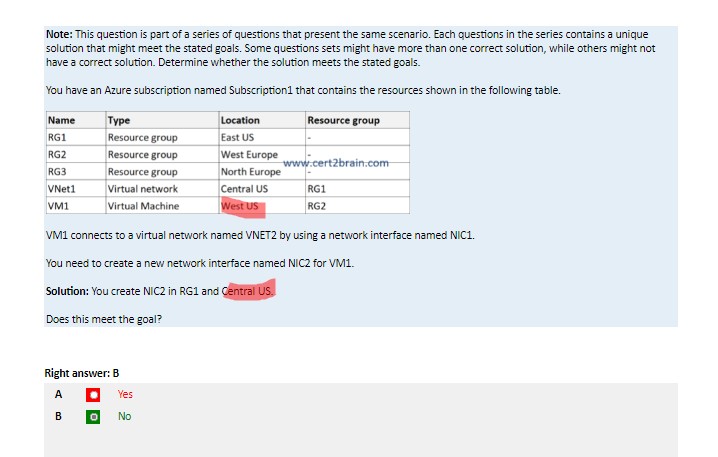 Note: This question is part of a series of questions that present the same scenario. Each questions in the series contains a unique
solution that might meet the stated goals. Some questions sets might have more than one correct solution, while others might not
have a correct solution. Determine whether the solution meets the stated goals.
You have an Azure subscription named Subscription1 that contains the resources shown in the following table.
Name Type Location Resource group
RG1 Resource group East US -
RG2 Resource group West Europe -
www.cert2brain.com
RG3 Resource group North Europe -
VNet1 Virtual network Central US RG1
VM1 Virtual Machine West US RG2
VM1 connects to a virtual network named VNET2 by using a network interface named NIC1.
You need to create a new network interface named NIC2 for VM1.
Solution: You create NIC2 in RG1 and Central US.
Does this meet the goal?
Right answer: B
A Yes
B No